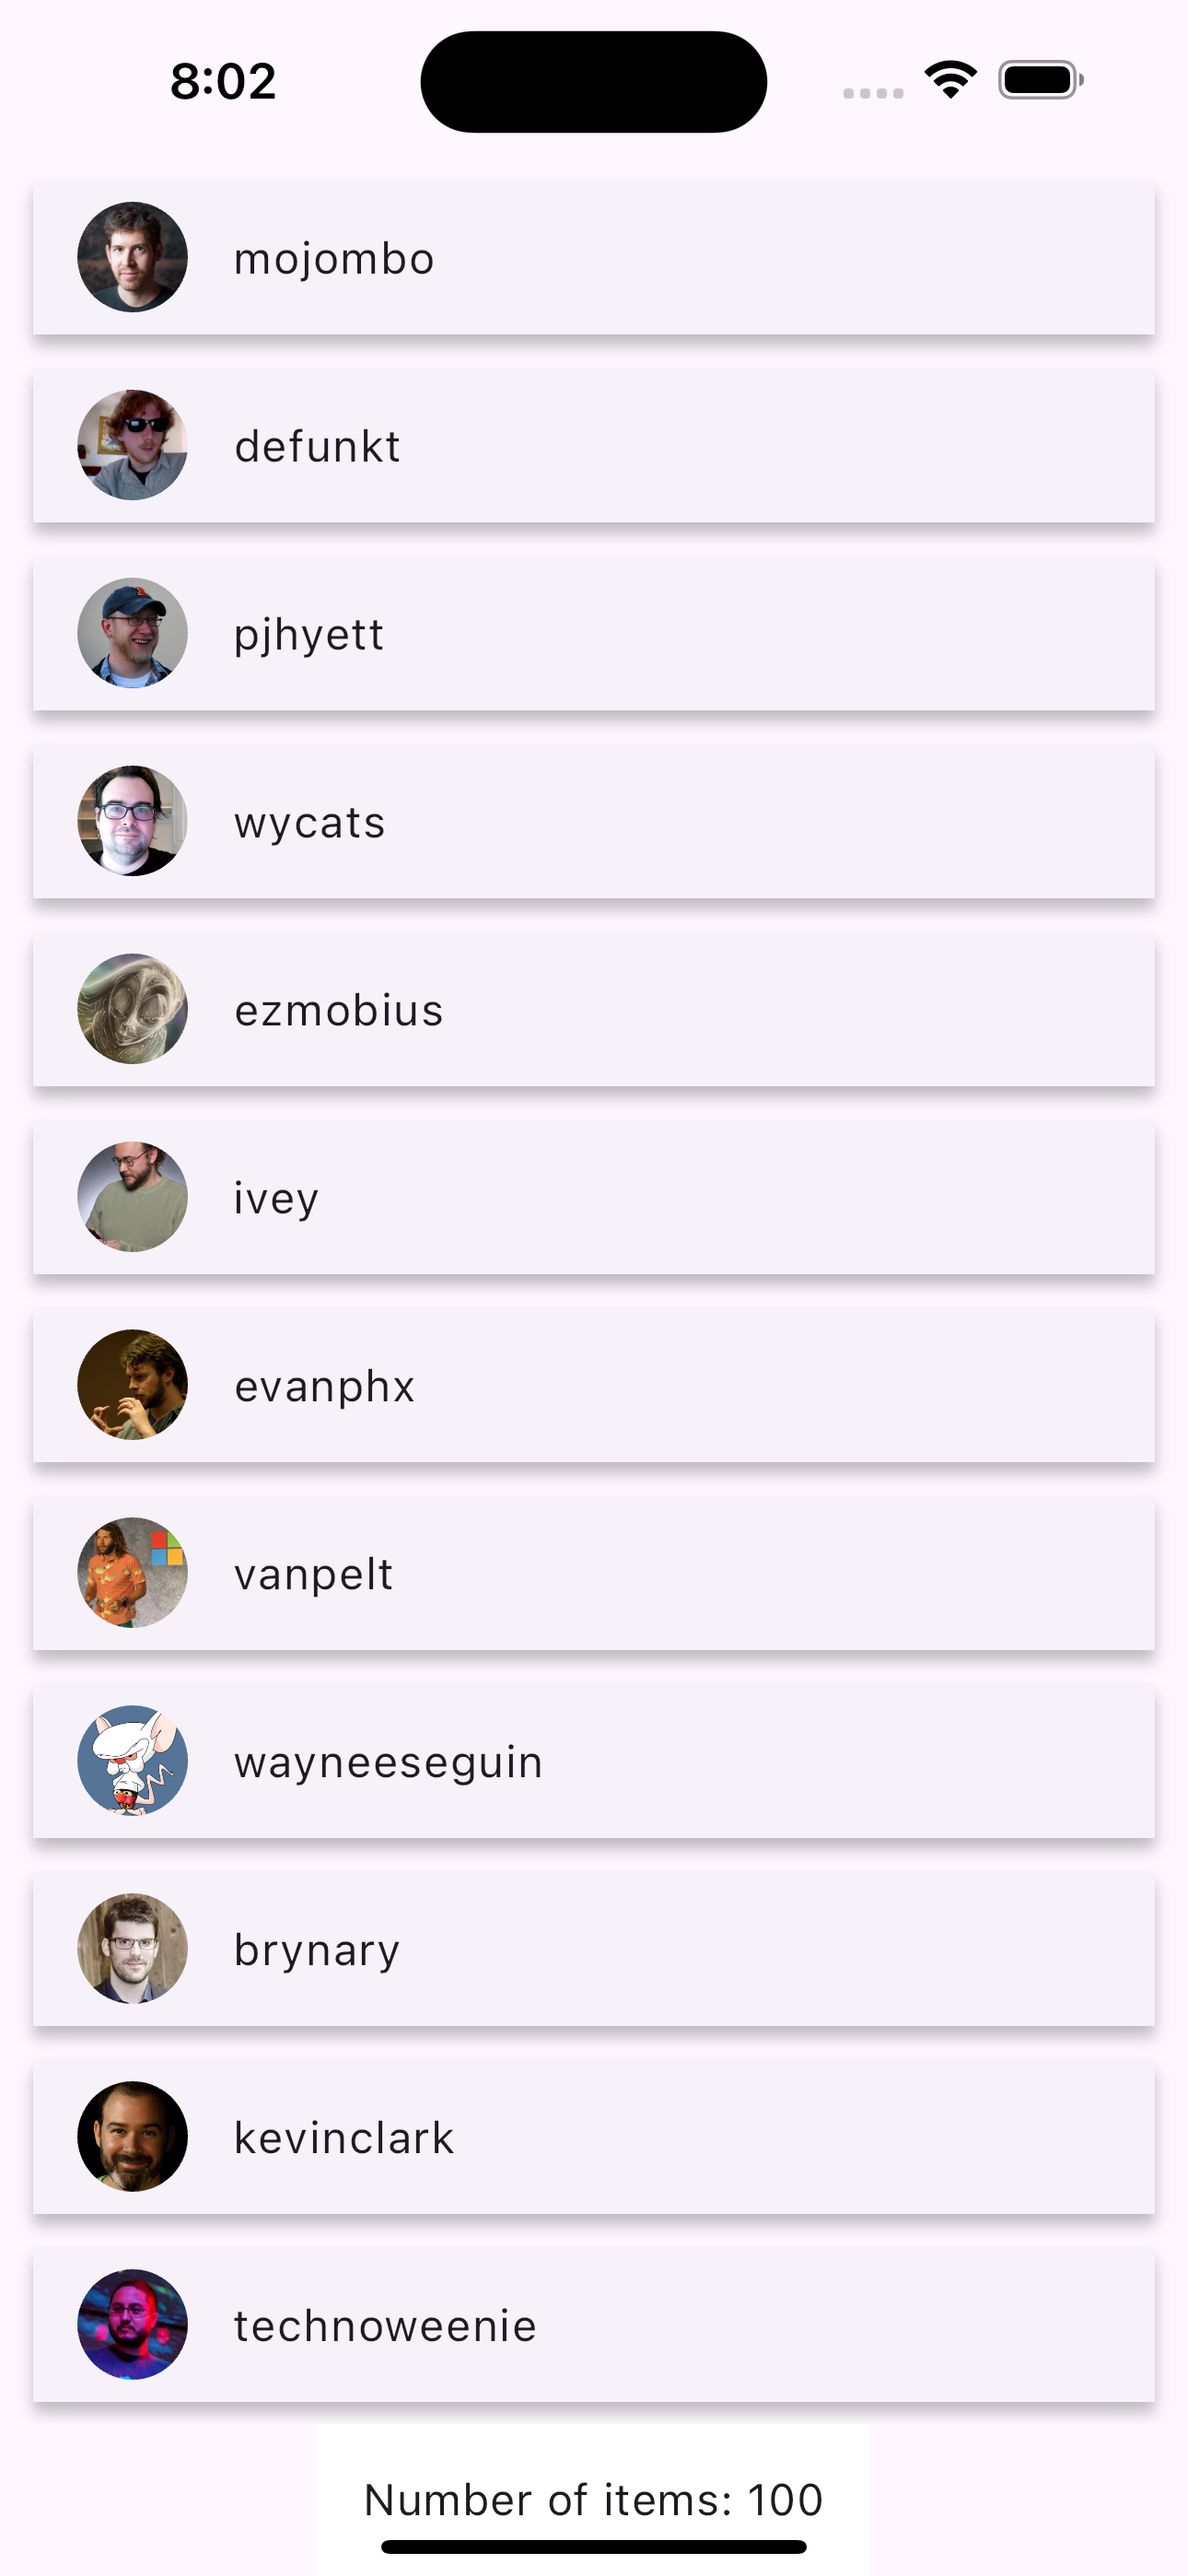 8:02
mojombo
defunkt
pjhyett
wycats
ezmobius
ivey
evanphx
vanpelt
wayneeseguin
brynary
kevinclark
technoweenie
Number of items: 100